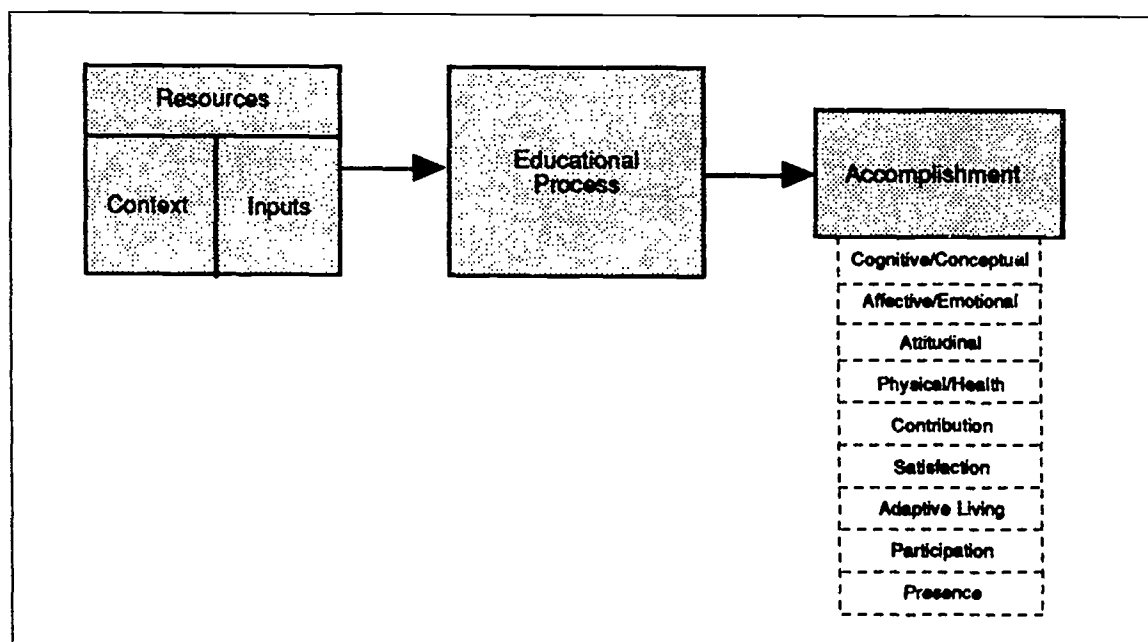 Resources
Context
Inputs
Educational
Process
Accomplishment
Cognitive/Conceptual
Affective/Emotional
Attitudinal
Physical/Health
Contribution
Satisfaction
Adaptive Living
Participation
Presence